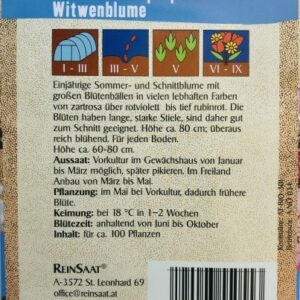 Witwenblume
I - III
III - V
V
VI - IX
Einjährige Sommer- und Schnittblume mit
großen Blütenbällen in vielen lebhaften Farben
von zartrosa über rotviolett bis tief rubinrot. Die
Blüten haben lange, starke Stiele, sind daher gut
zum Schnitt geeignet. Höhe ca. 80 cm; überaus
reich blühend. Für jeden Boden.
Höhe ca. 60-80 cm.
Aussaat: Vorkultur im Gewächshaus von Januar
bis März möglich, später pikieren. Im Freiland
Anbau von März bis Mai.
Pflanzung: im Mai bei Vorkultur, dadurch frühere
Blüte.
Keimung: bei 18 °C in 1-2 Wochen
Blütezeit: anhaltend von Juni bis Oktober
Inhalt: für ca. 100 Pflanzen
REINSAAT®
A-3572 St. Leonhard 69
office@reinsaat.at